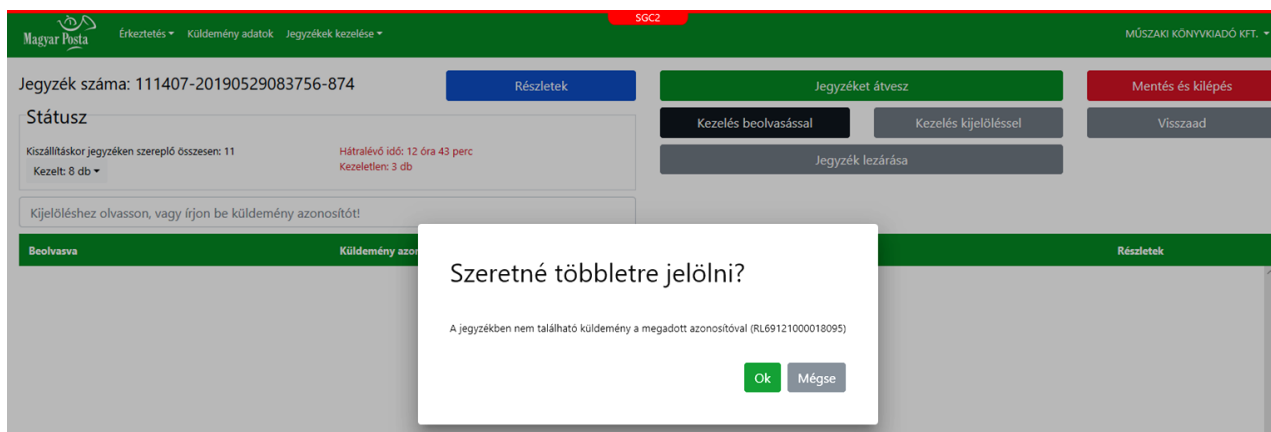 SGC2
Magyar Posta
Érkeztetés Küldemény adatok Jegyzékek kezelése MŰSZAKI KÖNYVKIADÓ KFT.
Jegyzék száma: 111407-20190529083756-874
Részletek
Jegyzéket átvesz
Mentés és kilépés
Státusz
Kezelés beolvasással
Kezelés kijelöléssel
Visszaad
Kiszállításkor jegyzéken szereplő összesen: 11
Hátralévő idő: 12 óra 43 perc
Kezelt: 8 db
Kezeletlen: 3 db
Jegyzék lezárása
Kijelöléshez olvasson, vagy írjon be küldemény azonosítót!
Beolvasva Küldemény azon Részletek
Szeretné többletre jelölni?
A jegyzékben nem található küldemény a megadott azonosítóval (RL69121000018095)
Ok Mégse